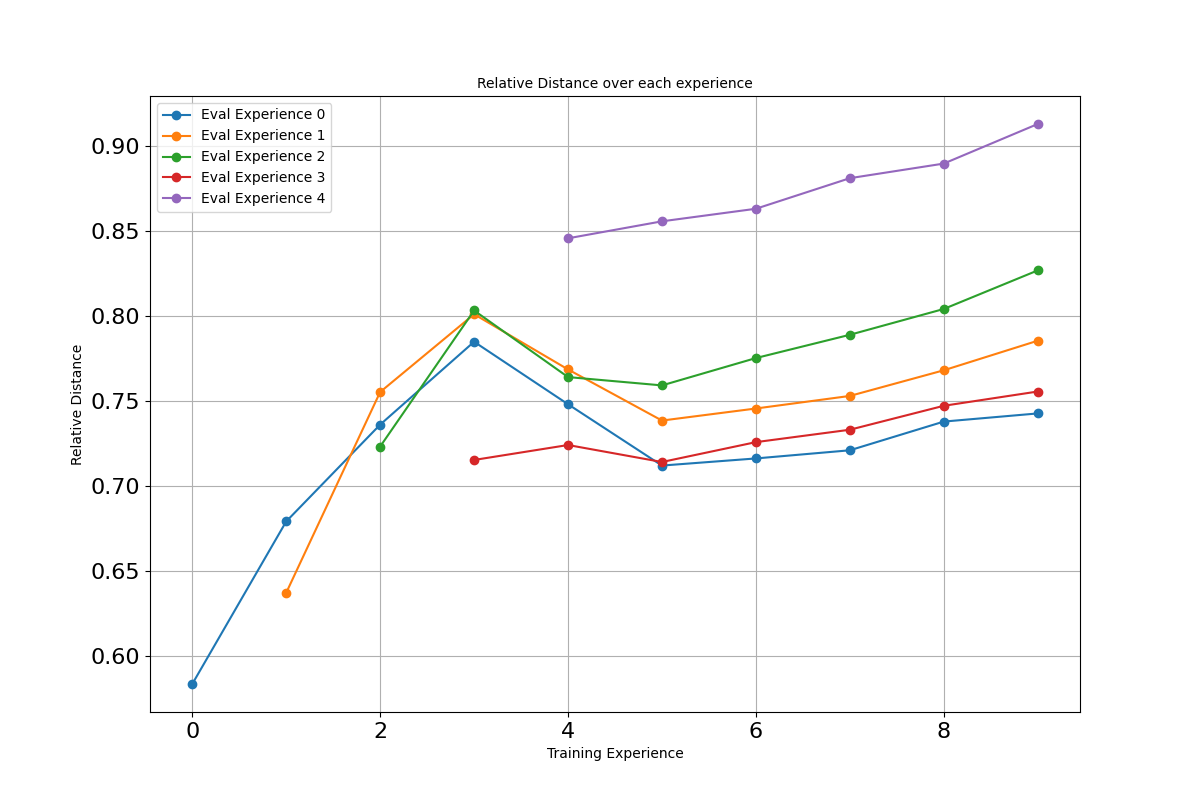 Relative Distance over each experience
Eval Experience 0
Eval Experience 1
Eval Experience 2
Eval Experience 3
Eval Experience 4
0.90
0.85
0.80
0.75
0.70
0.65
0.60
Relative Distance
0 2 4 6 8
Training Experience